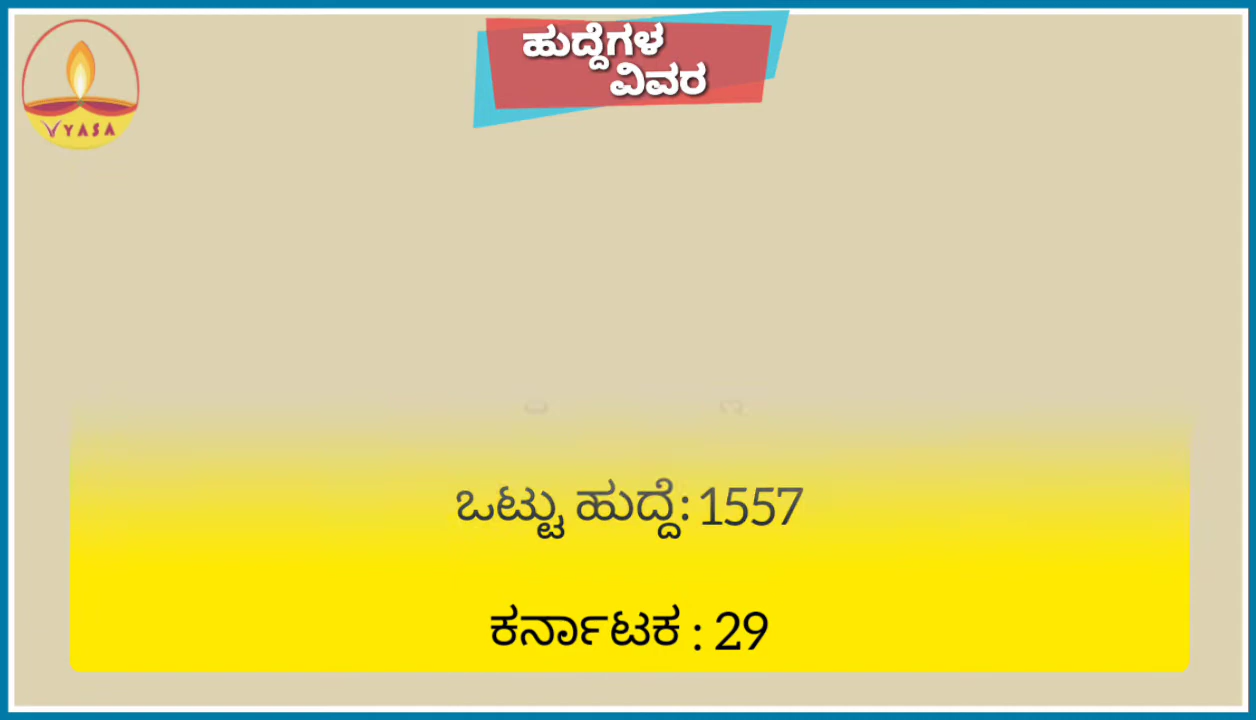 VYASA
ಹುದ್ದೆಗಳ
ವಿವರ
ಒಟ್ಟು ಹುದ್ದೆ: 1557
ಕರ್ನಾಟಕ : 29